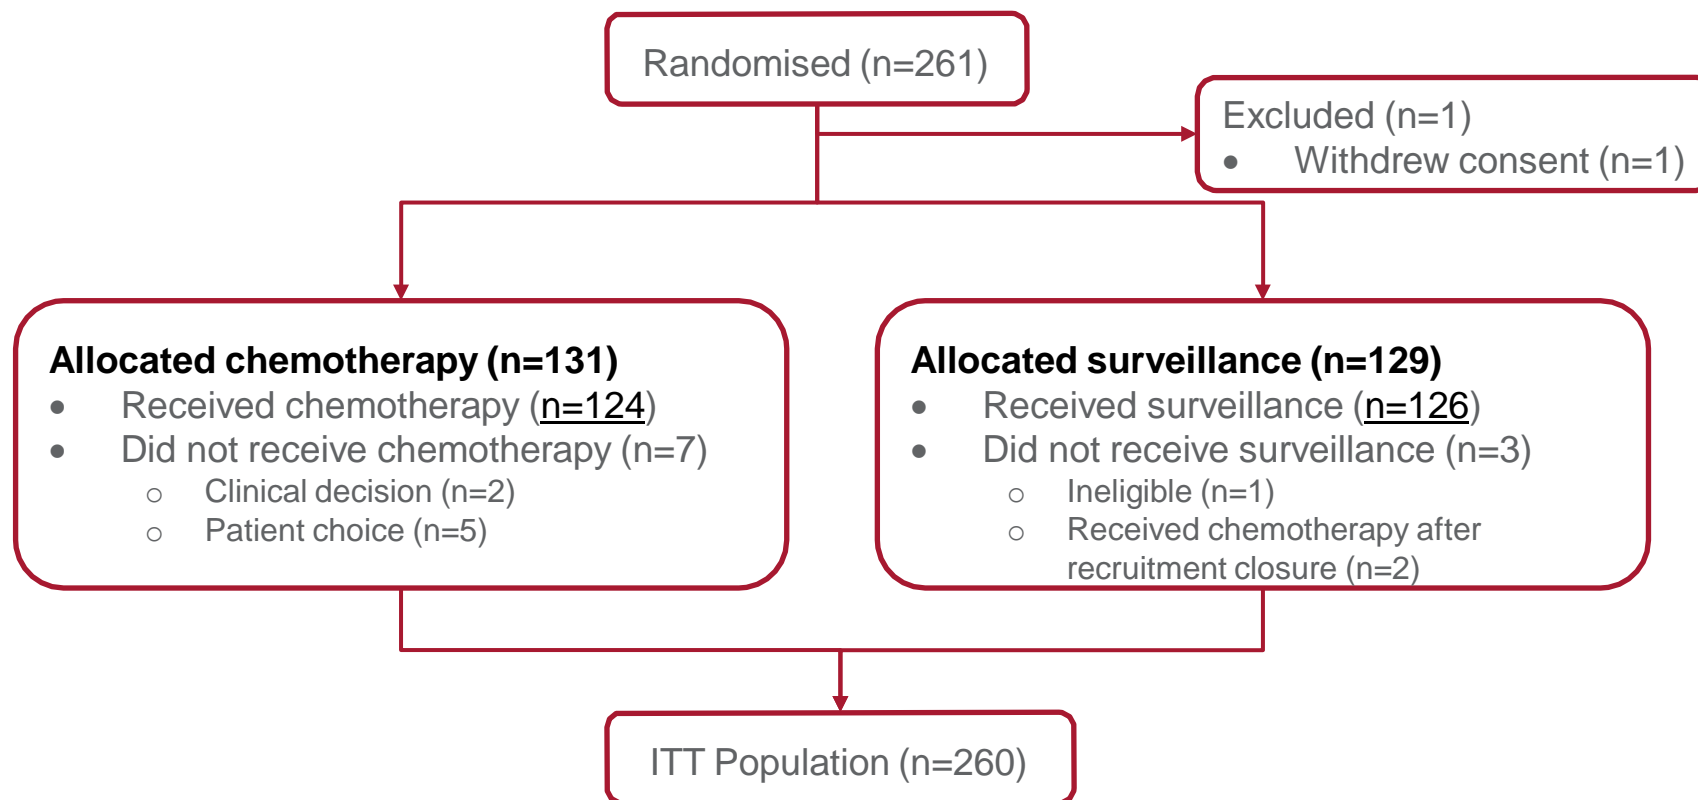 Randomised (n=261)
Excluded (n=1)
• Withdrew consent (n=1)
Allocated chemotherapy (n=131)
• Received chemotherapy (n=124)
• Did not receive chemotherapy (n=7)
o Clinical decision (n=2)
o Patient choice (n=5)
Allocated surveillance (n=129)
• Received surveillance (n=126)
• Did not receive surveillance (n=3)
o Ineligible (n=1)
o Received chemotherapy after
recruitment closure (n=2)
ITT Population (n=260)